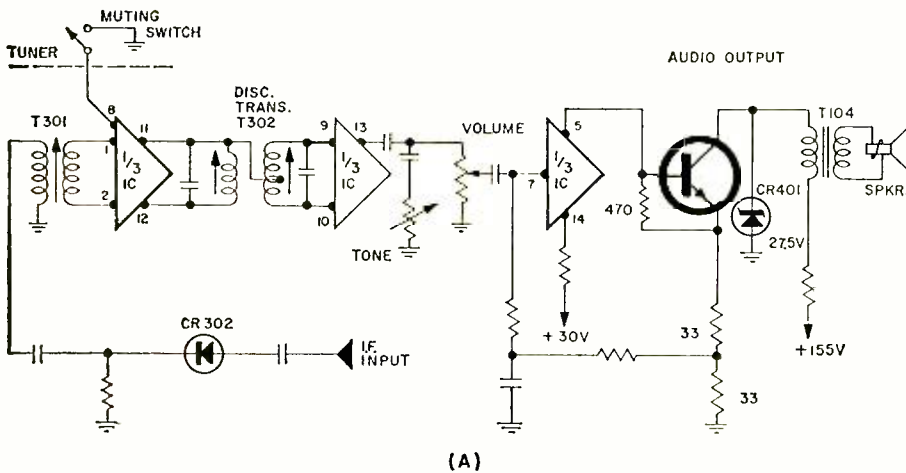 MUTING
SWITCH
TUNER
AUDIO OUTPUT
DISC.
TRANS.
T302
T301
8
11
1
1/3
IC
2
12
9
13
1/3
IC
10
VOLUME
TONE
5
1/3
IC
7
14
470
+30V
CR401
27.5V
T104
SPKR
+155V
33
33
CR302
I.F.
INPUT
(A)